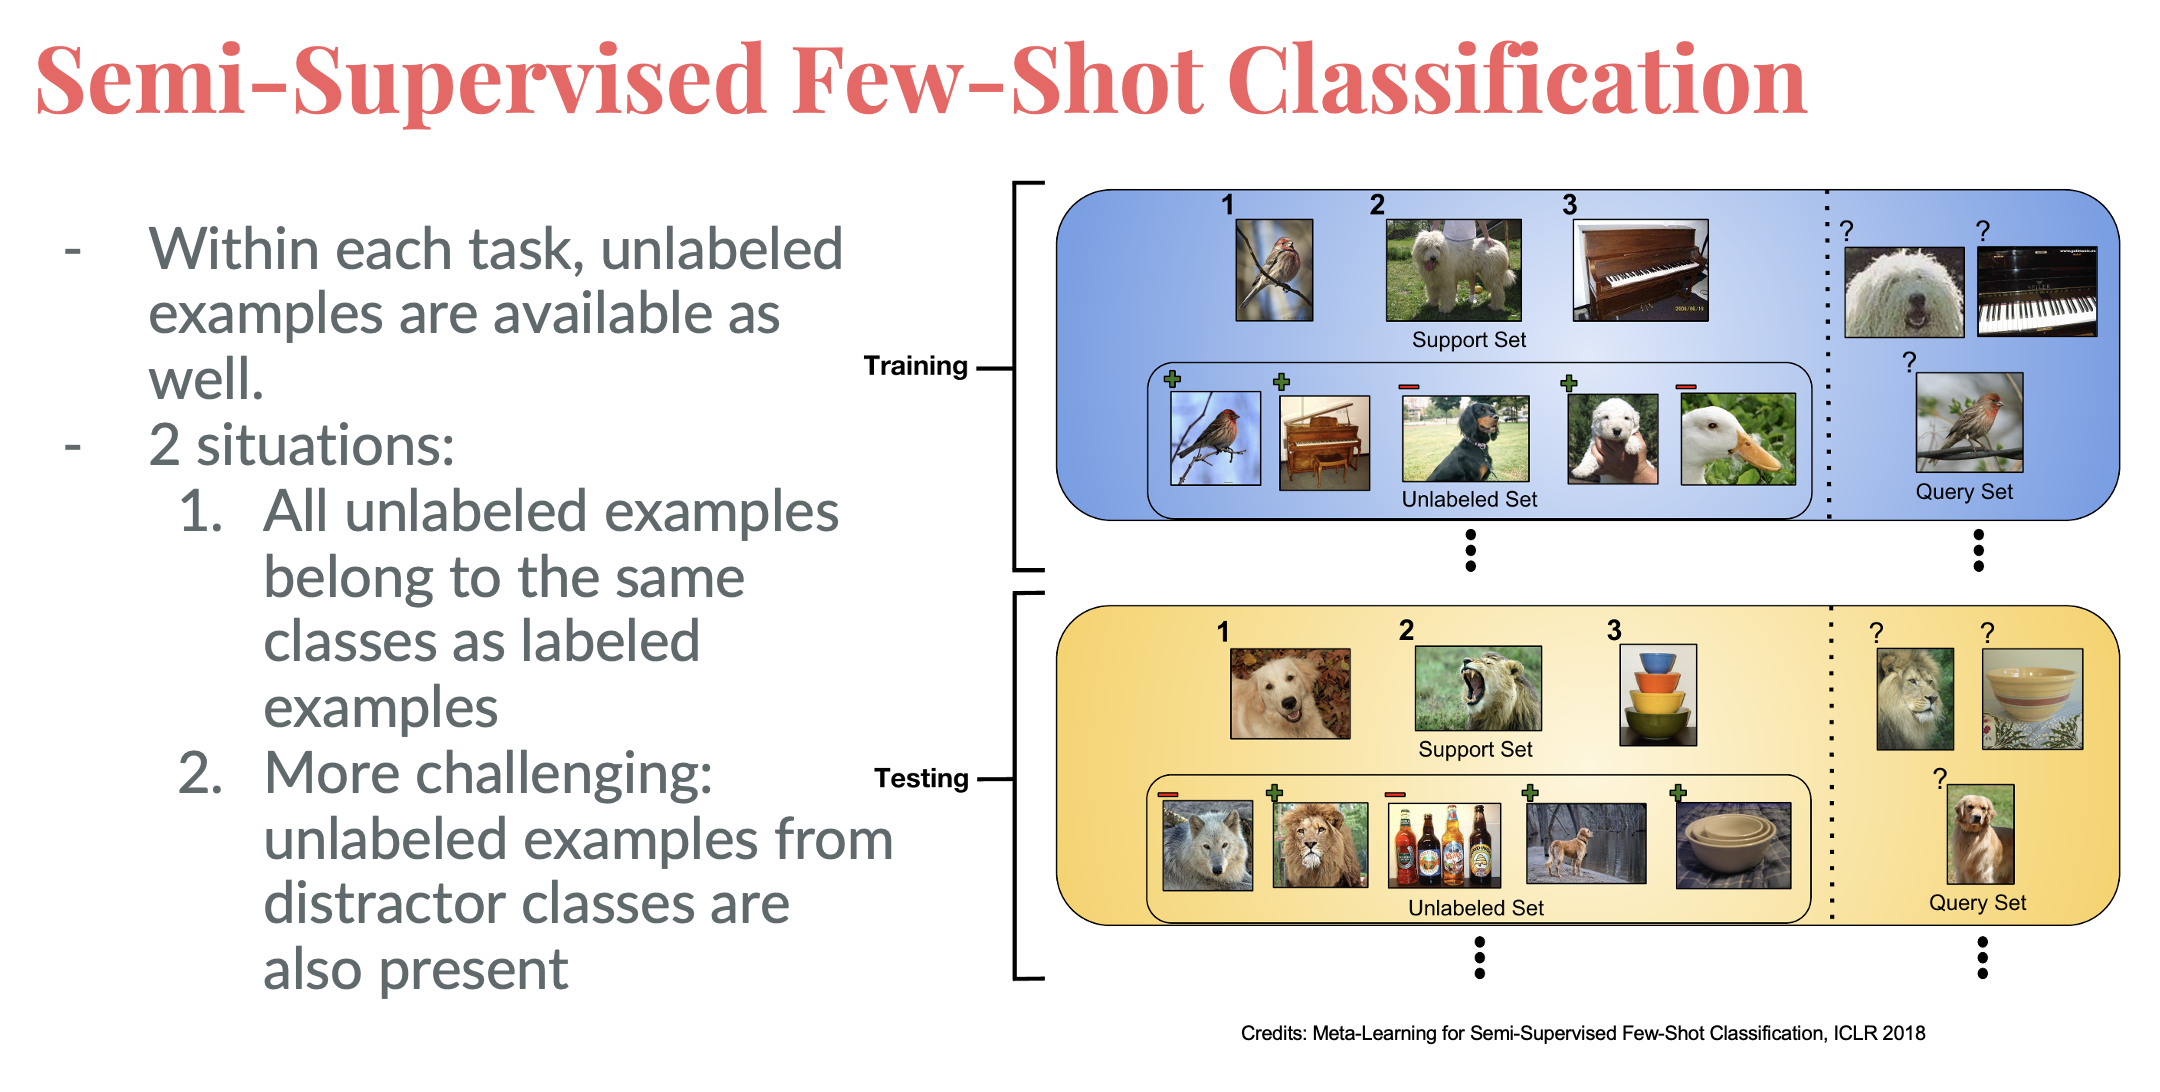 Semi-Supervised Few-Shot Classification
- Within each task, unlabeled
examples are available as
well.
- 2 situations:
1. All unlabeled examples
belong to the same
classes as labeled
examples
2. More challenging:
unlabeled examples from
distractor classes are
also present
Training
1 2 3
Support Set
Unlabeled Set
? ?
?
Query Set
Testing
1 2 3
Support Set
Unlabeled Set
? ?
?
Query Set
Credits: Meta-Learning for Semi-Supervised Few-Shot Classification, ICLR 2018